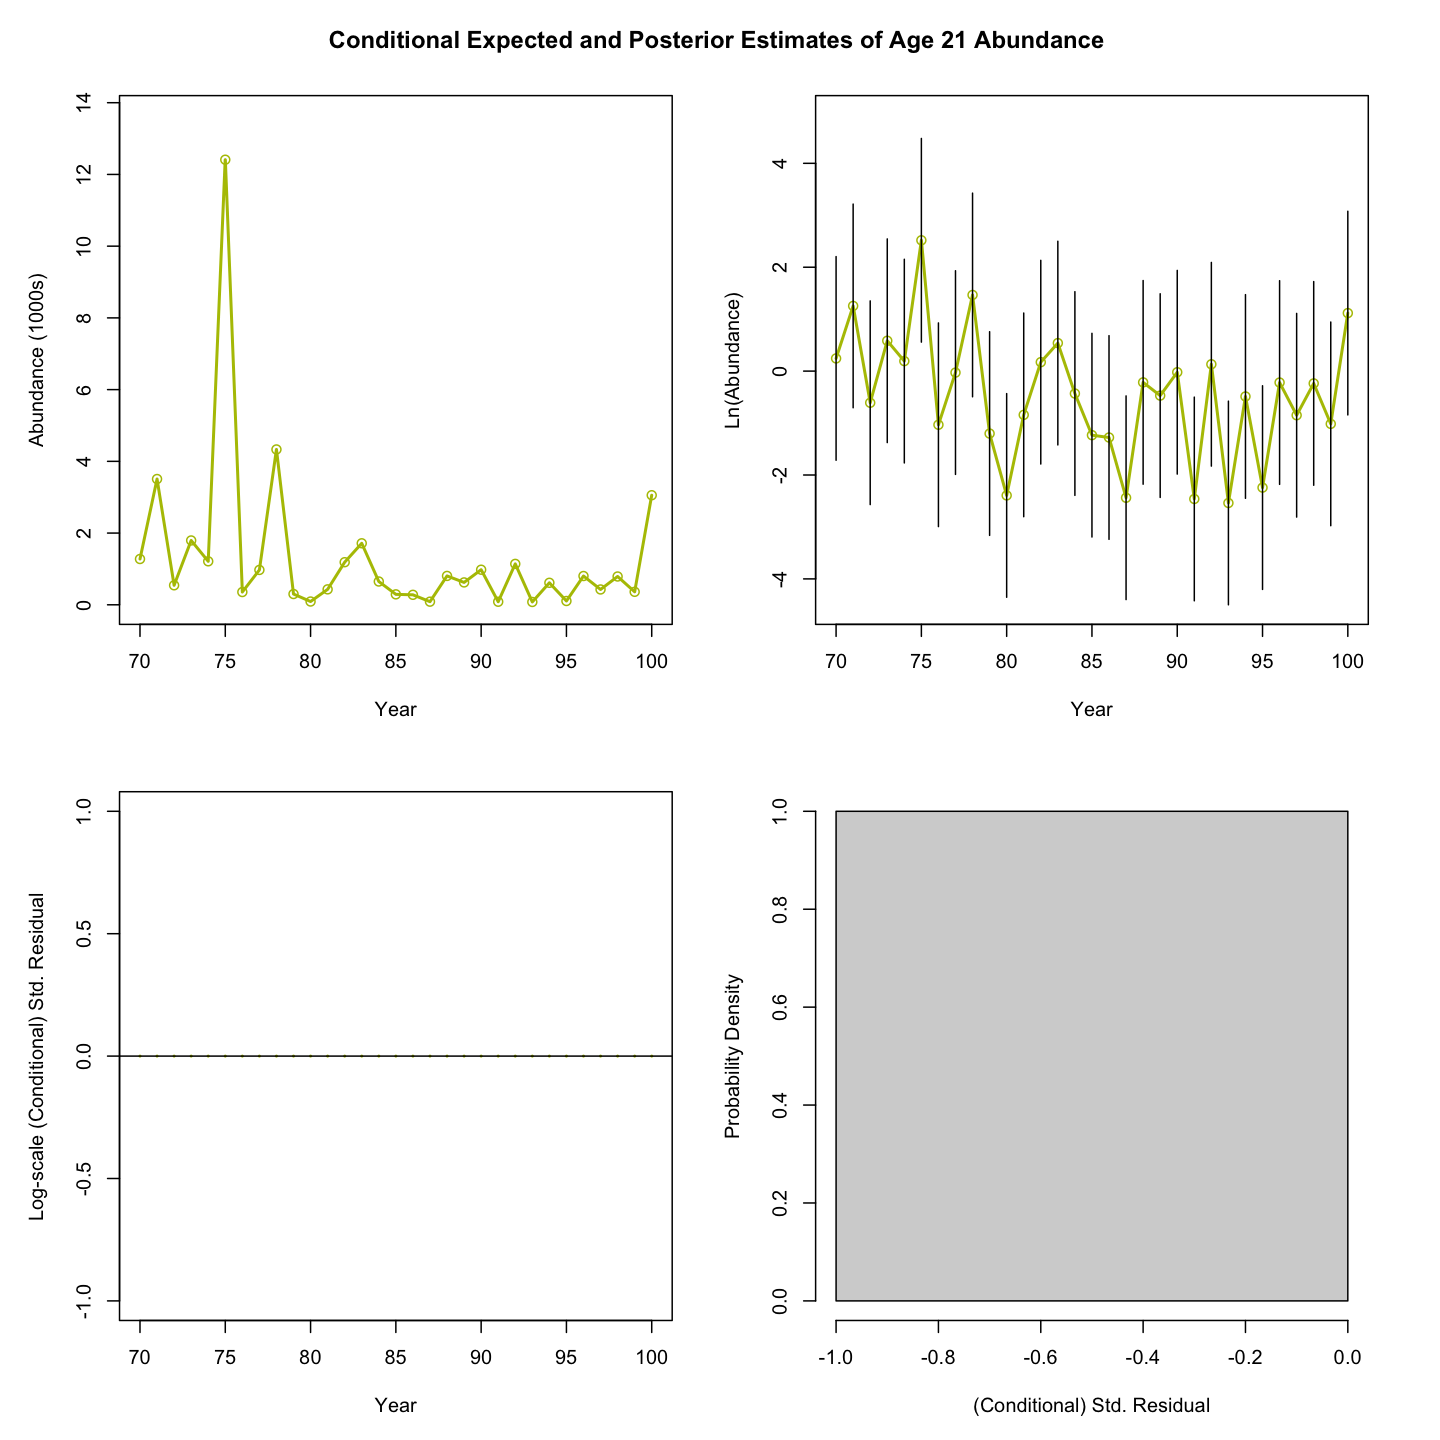 Conditional Expected and Posterior Estimates of Age 21 Abundance
Abundance (1000s)
0 2 4 6 8 10 12 14
70 75 80 85 90 95 100
Year
Ln(Abundance)
-4 -2 0 2 4
70 75 80 85 90 95 100
Year
Log-scale (Conditional) Std. Residual
-1.0 -0.5 0.0 0.5 1.0
70 75 80 85 90 95 100
Year
Probability Density
0.0 0.2 0.4 0.6 0.8 1.0
-1.0 -0.8 -0.6 -0.4 -0.2 0.0
(Conditional) Std. Residual